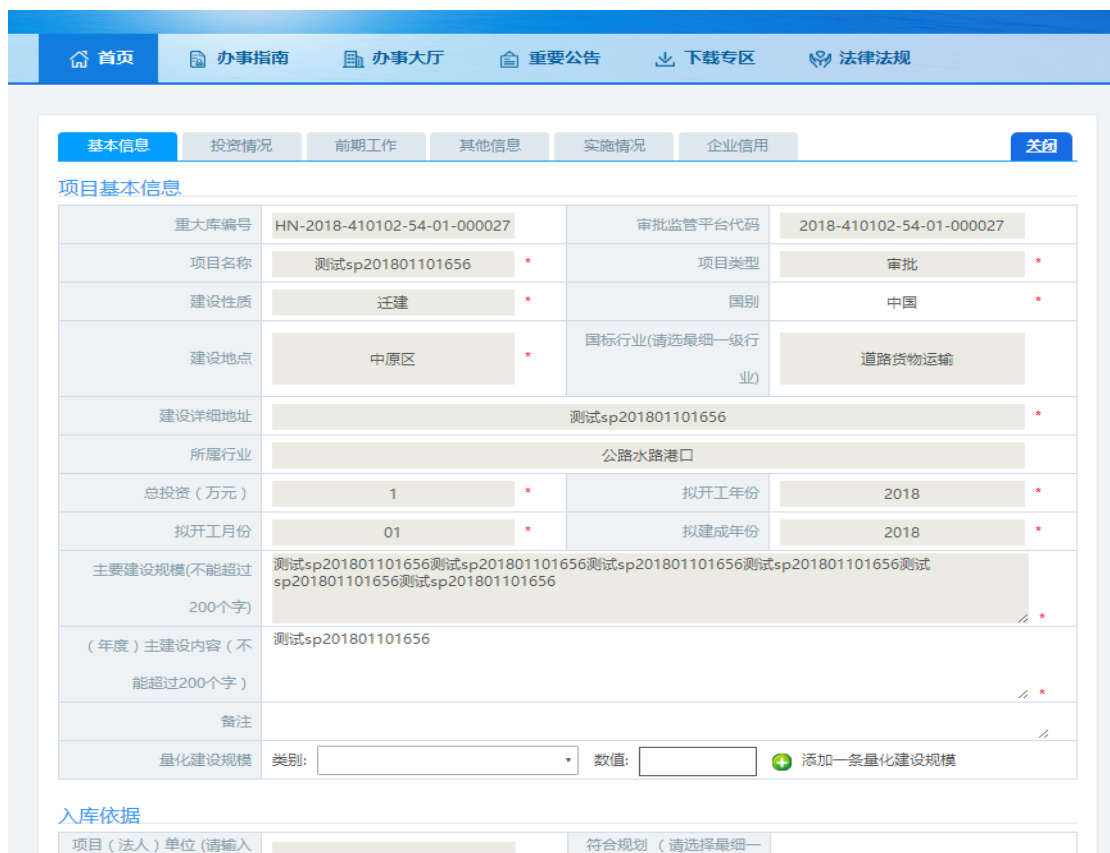 首页 办事指南 办事大厅 重要公告 下载专区 法律法规
基本信息 投资情况 前期工作 其他信息 实施情况 企业信用 关闭
项目基本信息
重大库编号 HN-2018-410102-54-01-000027 审批监管平台代码 2018-410102-54-01-000027
项目名称 测试sp201801101656 * 项目类型 审批 *
建设性质 迁建 * 国别 中国 *
建设地点 中原区 * 国标行业(请选最细一级行
业) 道路货物运输
建设详细地址 测试sp201801101656 *
所属行业 公路水路港口
总投资（万元） 1 * 拟开工年份 2018 *
拟开工月份 01 * 拟建成年份 2018 *
主要建设规模(不能超过
200个字)
测试sp201801101656测试sp201801101656测试sp201801101656测试sp201801101656测试
sp201801101656测试sp201801101656
*
（年度）主建设内容（不
能超过200个字）
测试sp201801101656
*
备注
量化建设规模 类别: 数值: 添加一条量化建设规模
入库依据
项目（法人）单位 (请输入 符合规划 （请选择最细一